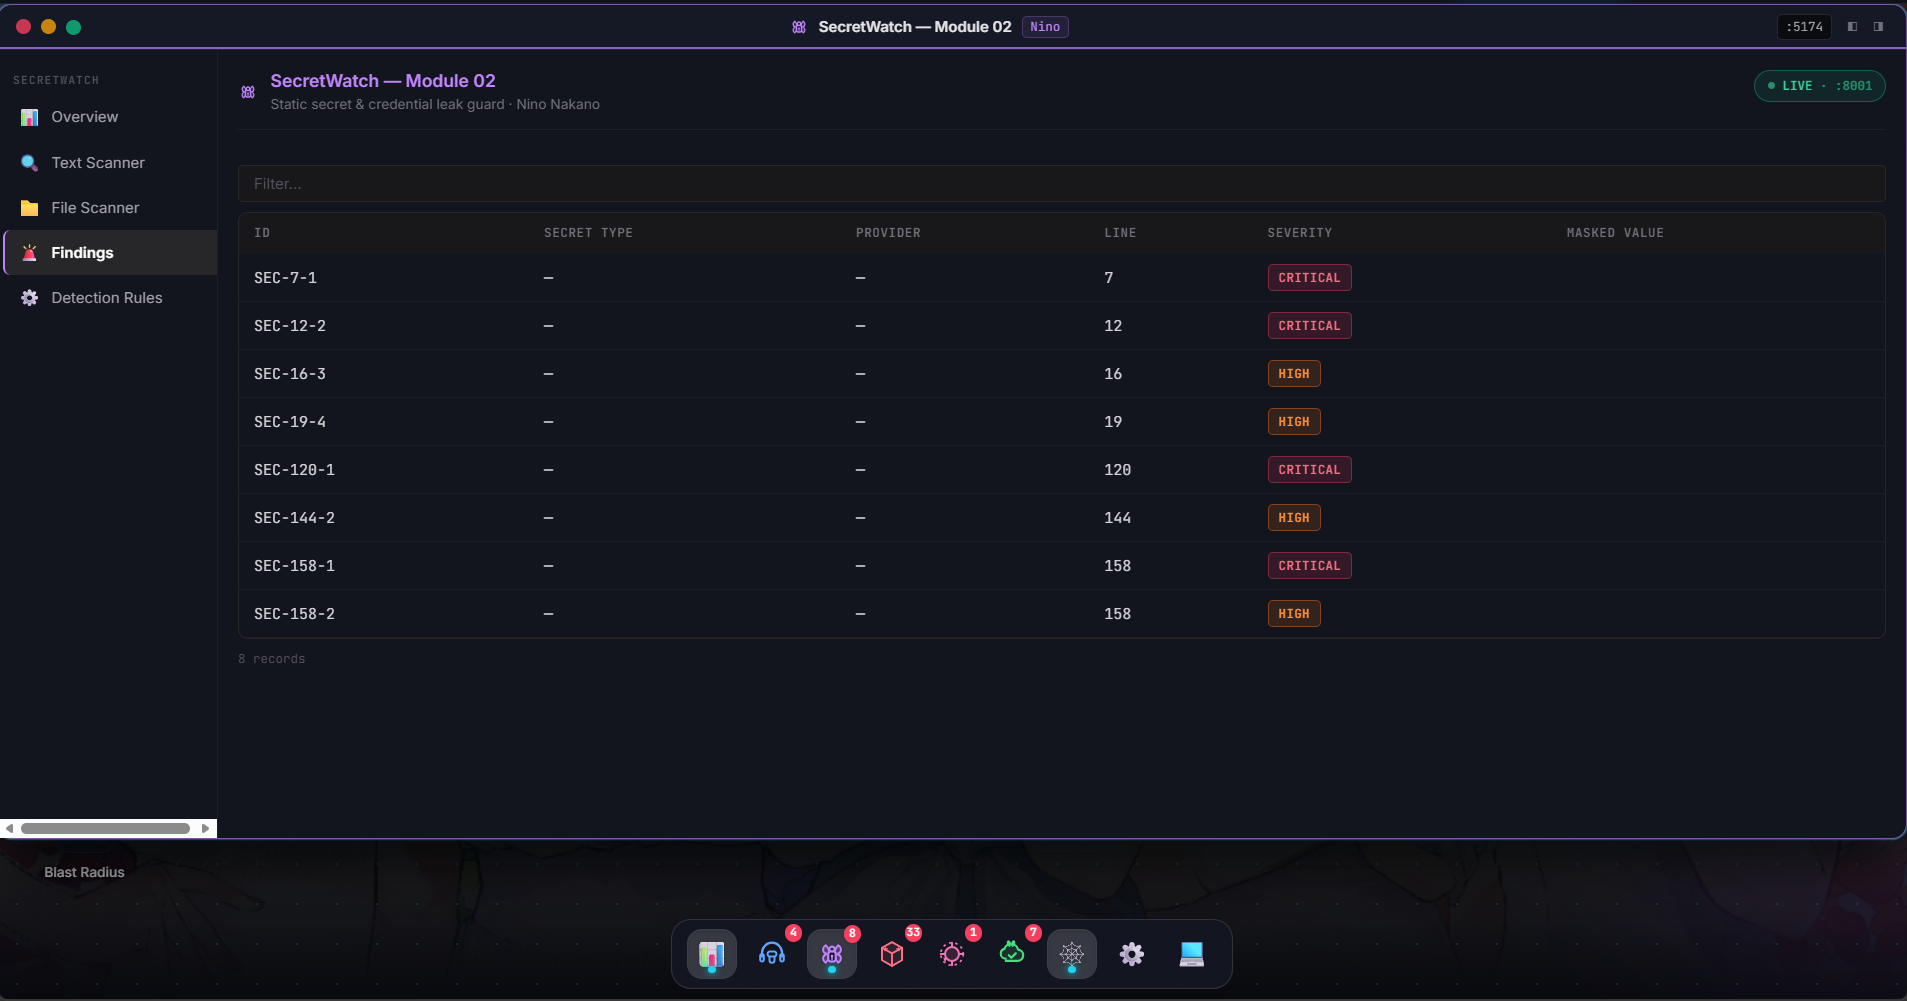 SecretWatch — Module 02 Nino :5174
SECRETWATCH
Overview
Text Scanner
File Scanner
Findings
Detection Rules
SecretWatch — Module 02
Static secret & credential leak guard · Nino Nakano
LIVE · :8001
Filter...
ID SECRET TYPE PROVIDER LINE SEVERITY MASKED VALUE
SEC-7-1 — — 7 CRITICAL
SEC-12-2 — — 12 CRITICAL
SEC-16-3 — — 16 HIGH
SEC-19-4 — — 19 HIGH
SEC-120-1 — — 120 CRITICAL
SEC-144-2 — — 144 HIGH
SEC-158-1 — — 158 CRITICAL
SEC-158-2 — — 158 HIGH
8 records
Blast Radius
4 8 33 1 7